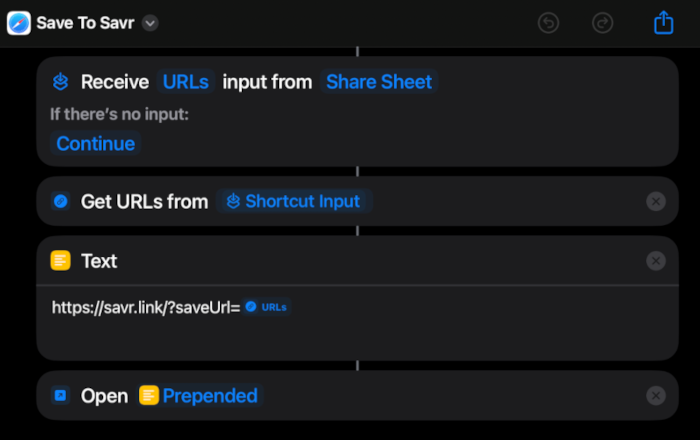 Save To Savr
Receive URLs input from Share Sheet
If there's no input:
Continue
Get URLs from Shortcut Input
Text
https://savr.link/?saveUrl= URLs
Open Prepended